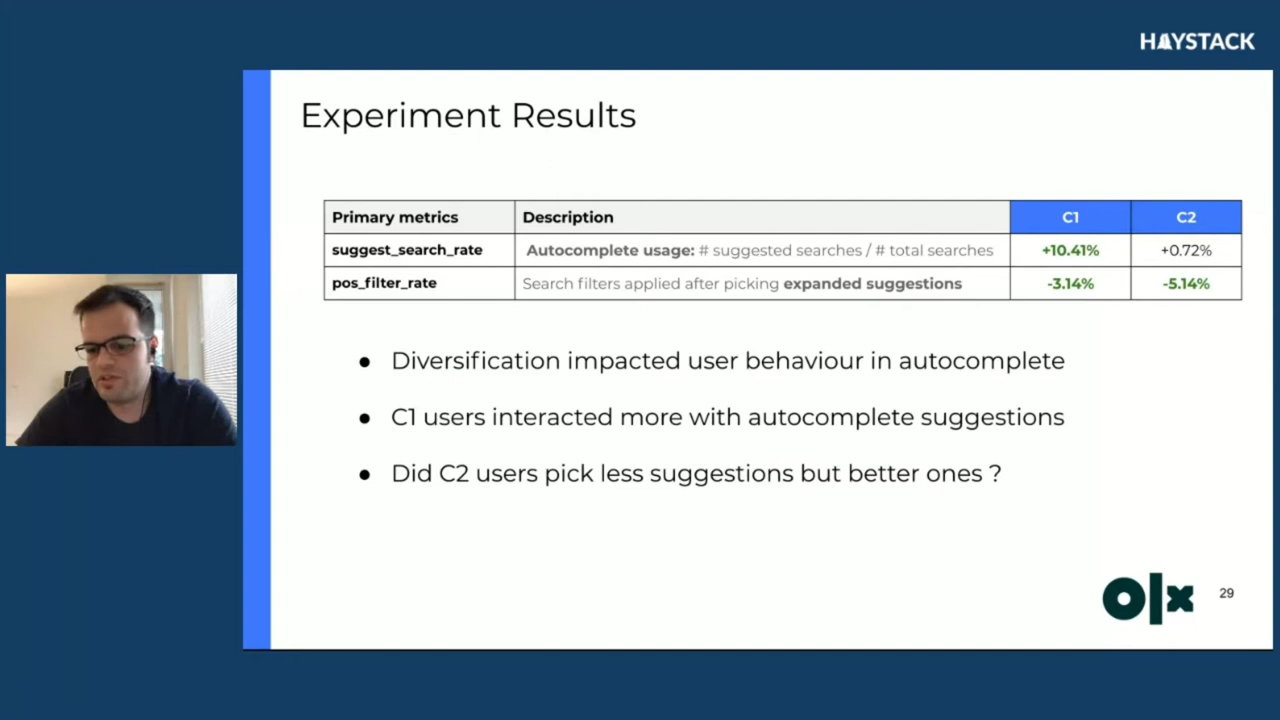 HAYSTACK
Experiment Results
Primary metrics Description C1 C2
suggest_search_rate Autocomplete usage: # suggested searches / # total searches +10.41% +0.72%
pos_filter_rate Search filters applied after picking expanded suggestions -3.14% -5.14%
● Diversification impacted user behaviour in autocomplete
● C1 users interacted more with autocomplete suggestions
● Did C2 users pick less suggestions but better ones ?
olx 29